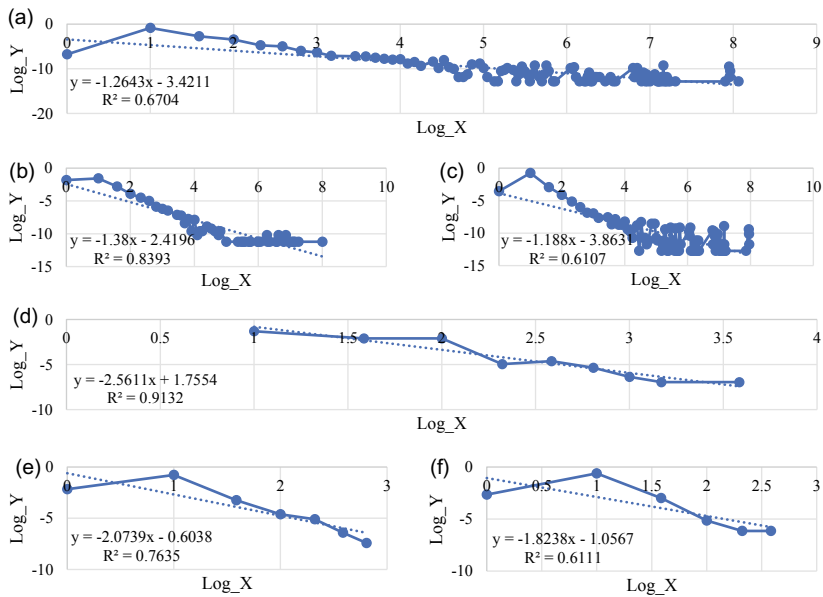 (a)
0
-10
-20
Log_Y
0 1 2 3 4 5 6 7 8 9
y = -1.2643x - 3.4211
R² = 0.6704
Log_X
(b)
0
-5
-10
-15
Log_Y
0 2 4 6 8 10
y = -1.38x - 2.4196
R² = 0.8393
Log_X
(c)
0
-5
-10
-15
Log_Y
0 2 4 6 8 10
y = -1.188x - 3.8631
R² = 0.6107
Log_X
(d)
0
-5
-10
Log_Y
0 0.5 1 1.5 2 2.5 3 3.5 4
y = -2.5611x + 1.7554
R² = 0.9132
Log_X
(e)
0
-5
-10
Log_Y
0 1 2 3
y = -2.0739x - 0.6038
R² = 0.7635
Log_X
(f)
0
-5
-10
Log_Y
0 0.5 1 1.5 2 2.5 3
y = -1.8238x - 1.0567
R² = 0.6111
Log_X